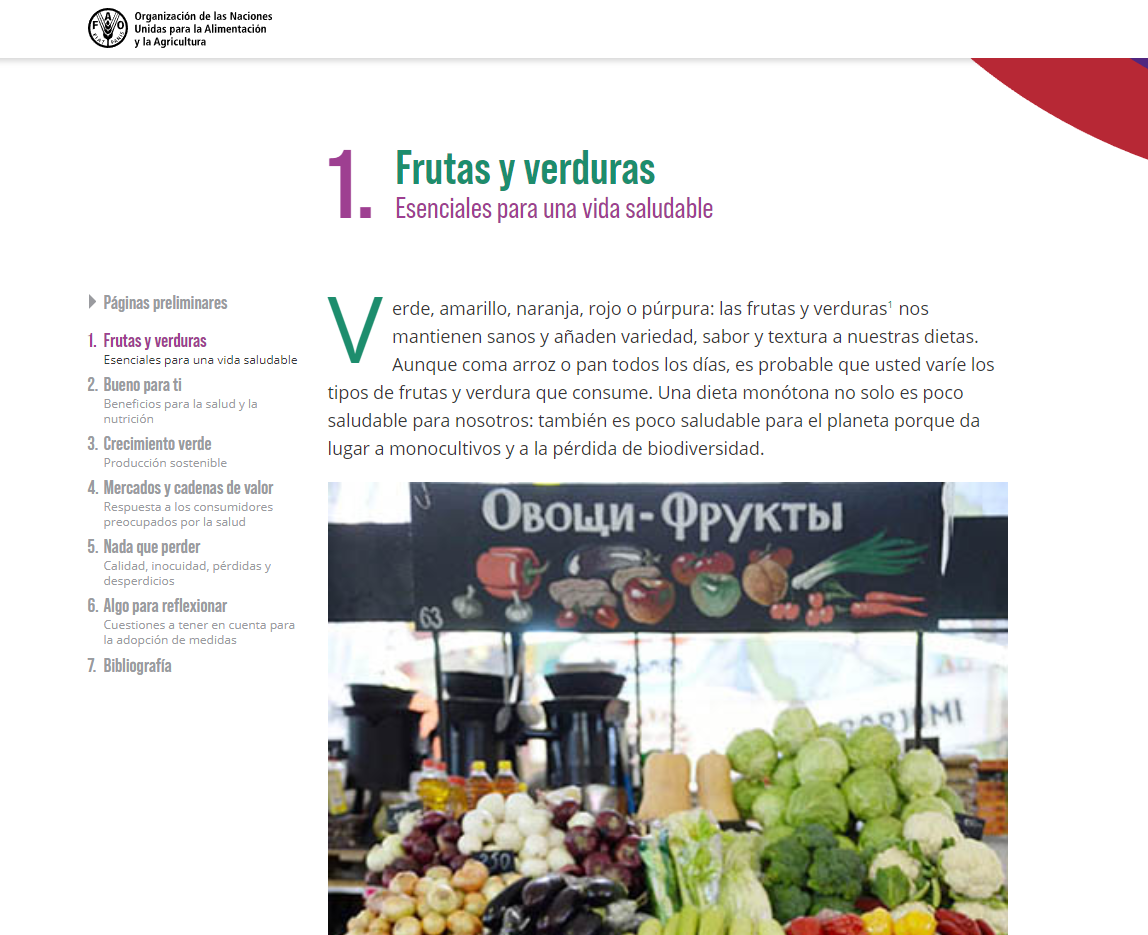 Organización de las Naciones
Unidas para la Alimentación
y la Agricultura
1. Frutas y verduras
Esenciales para una vida saludable
Páginas preliminares
1. Frutas y verduras
Esenciales para una vida saludable
2. Bueno para ti
Beneficios para la salud y la
nutrición
3. Crecimiento verde
Producción sostenible
4. Mercados y cadenas de valor
Respuesta a los consumidores
preocupados por la salud
5. Nada que perder
Calidad, inocuidad, pérdidas y
desperdicios
6. Algo para reflexionar
Cuestiones a tener en cuenta para
la adopción de medidas
7. Bibliografía
Verde, amarillo, naranja, rojo o púrpura: las frutas y verduras¹ nos
mantienen sanos y añaden variedad, sabor y textura a nuestras dietas.
Aunque coma arroz o pan todos los días, es probable que usted varíe los
tipos de frutas y verdura que consume. Una dieta monótona no solo es poco
saludable para nosotros: también es poco saludable para el planeta porque da
lugar a monocultivos y a la pérdida de biodiversidad.
Овощи-Фрукты
63